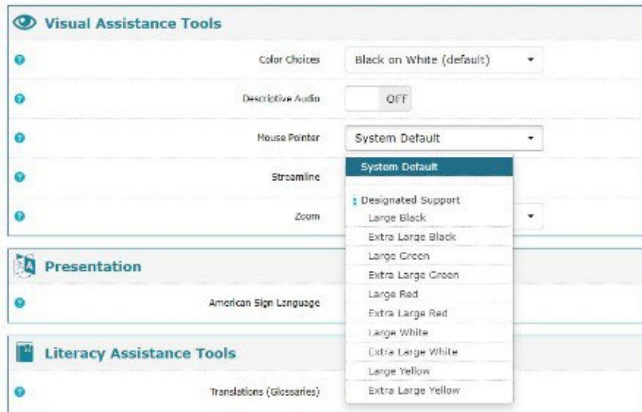 Visual Assistance Tools
Color Choices Black on White (default)
Descriptive Audio OFF
Mouse Pointer System Default
System Default
Streamline
Designated Support
Zoom
Large Black
Extra Large Black
Large Green
Extra Large Green
Large Red
Extra Large Red
Large White
Extra Large White
Large Yellow
Extra Large Yellow
Presentation
American Sign Language
Literacy Assistance Tools
Translations (Glossaries)